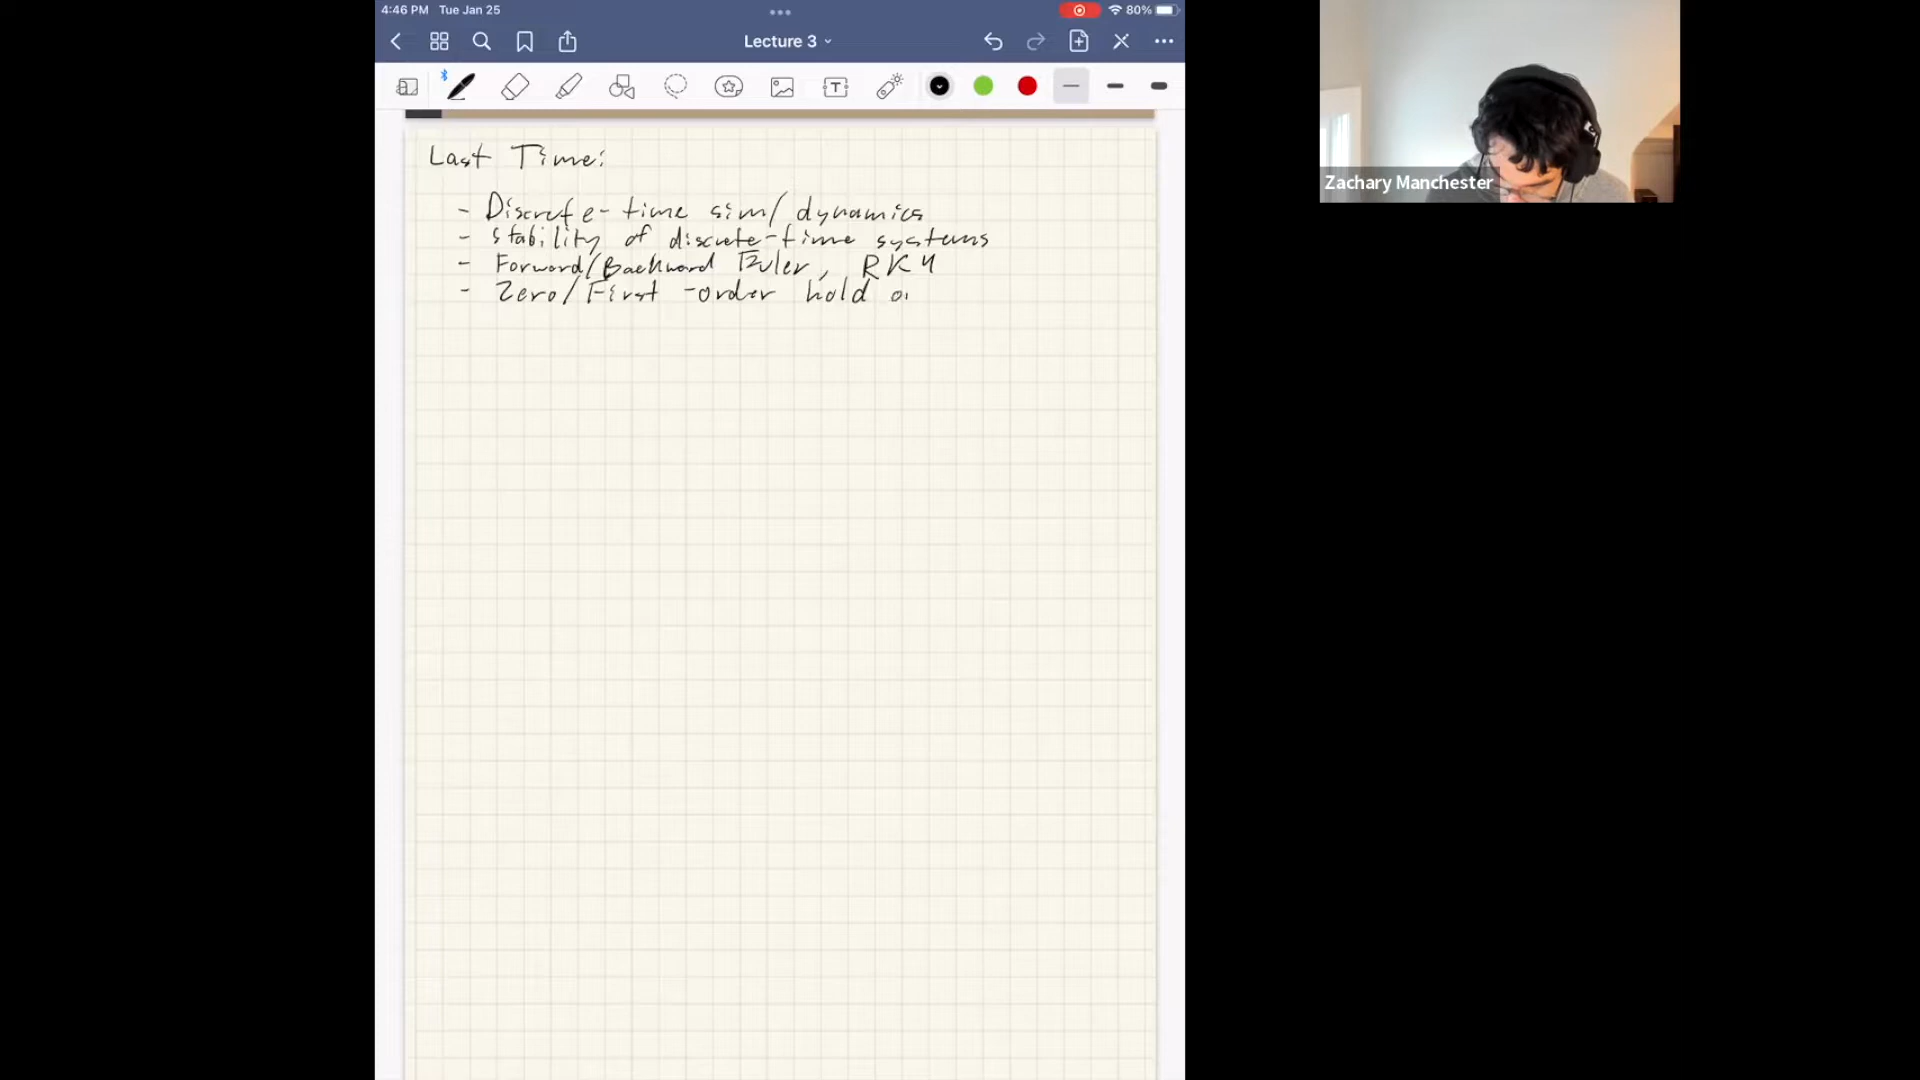 4:46 PM Tue Jan 25
80%
Lecture 3
T
Zachary Manchester
Last Time:
- Discrete-time sim/dynamics
- Stability of discrete-time systems
- Forward/Backward Euler, RK4
- Zero/First-order hold on